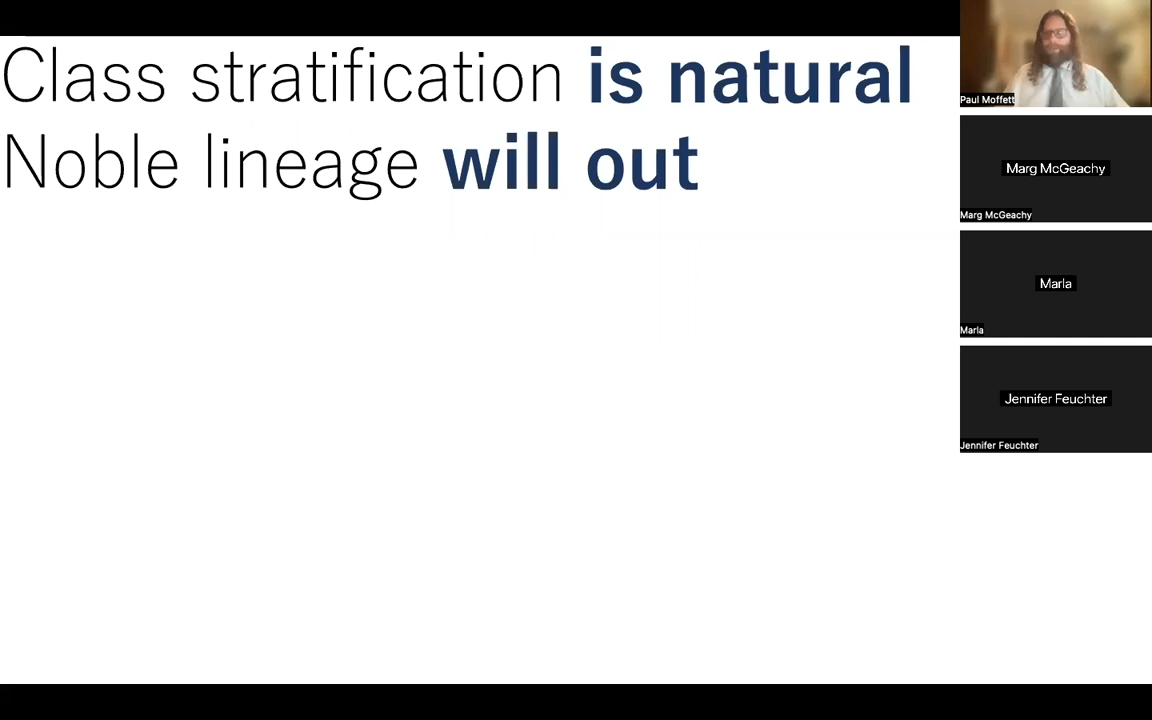 Class stratification is natural
Noble lineage will out
Paul Moffett
Marg McGeachy
Marg McGeachy
Marla
Marla
Jennifer Feuchter
Jennifer Feuchter